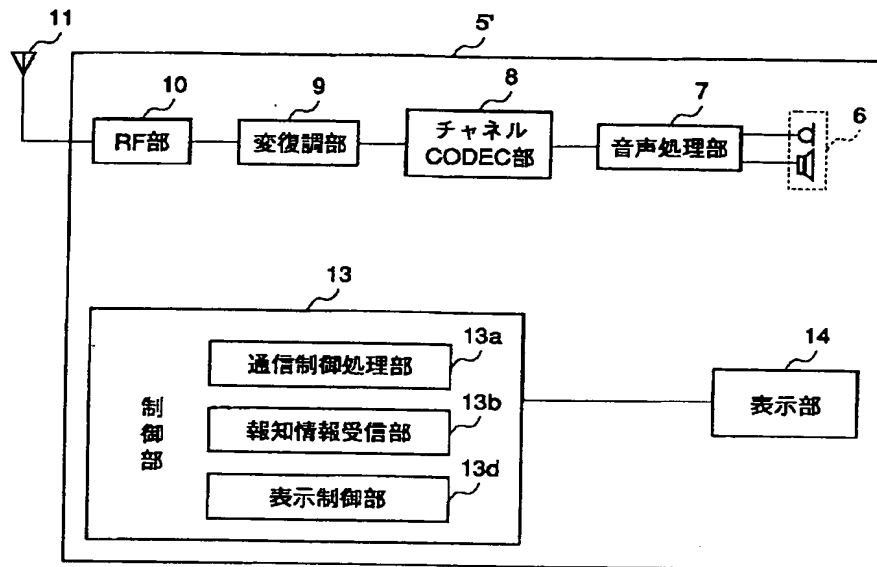 11
5'
10
9
8
7
6
RF部
変復調部
チャネル
CODEC部
音声処理部
13
13a
通信制御処理部
14
制御部
13b
報知情報受信部
表示部
13d
表示制御部